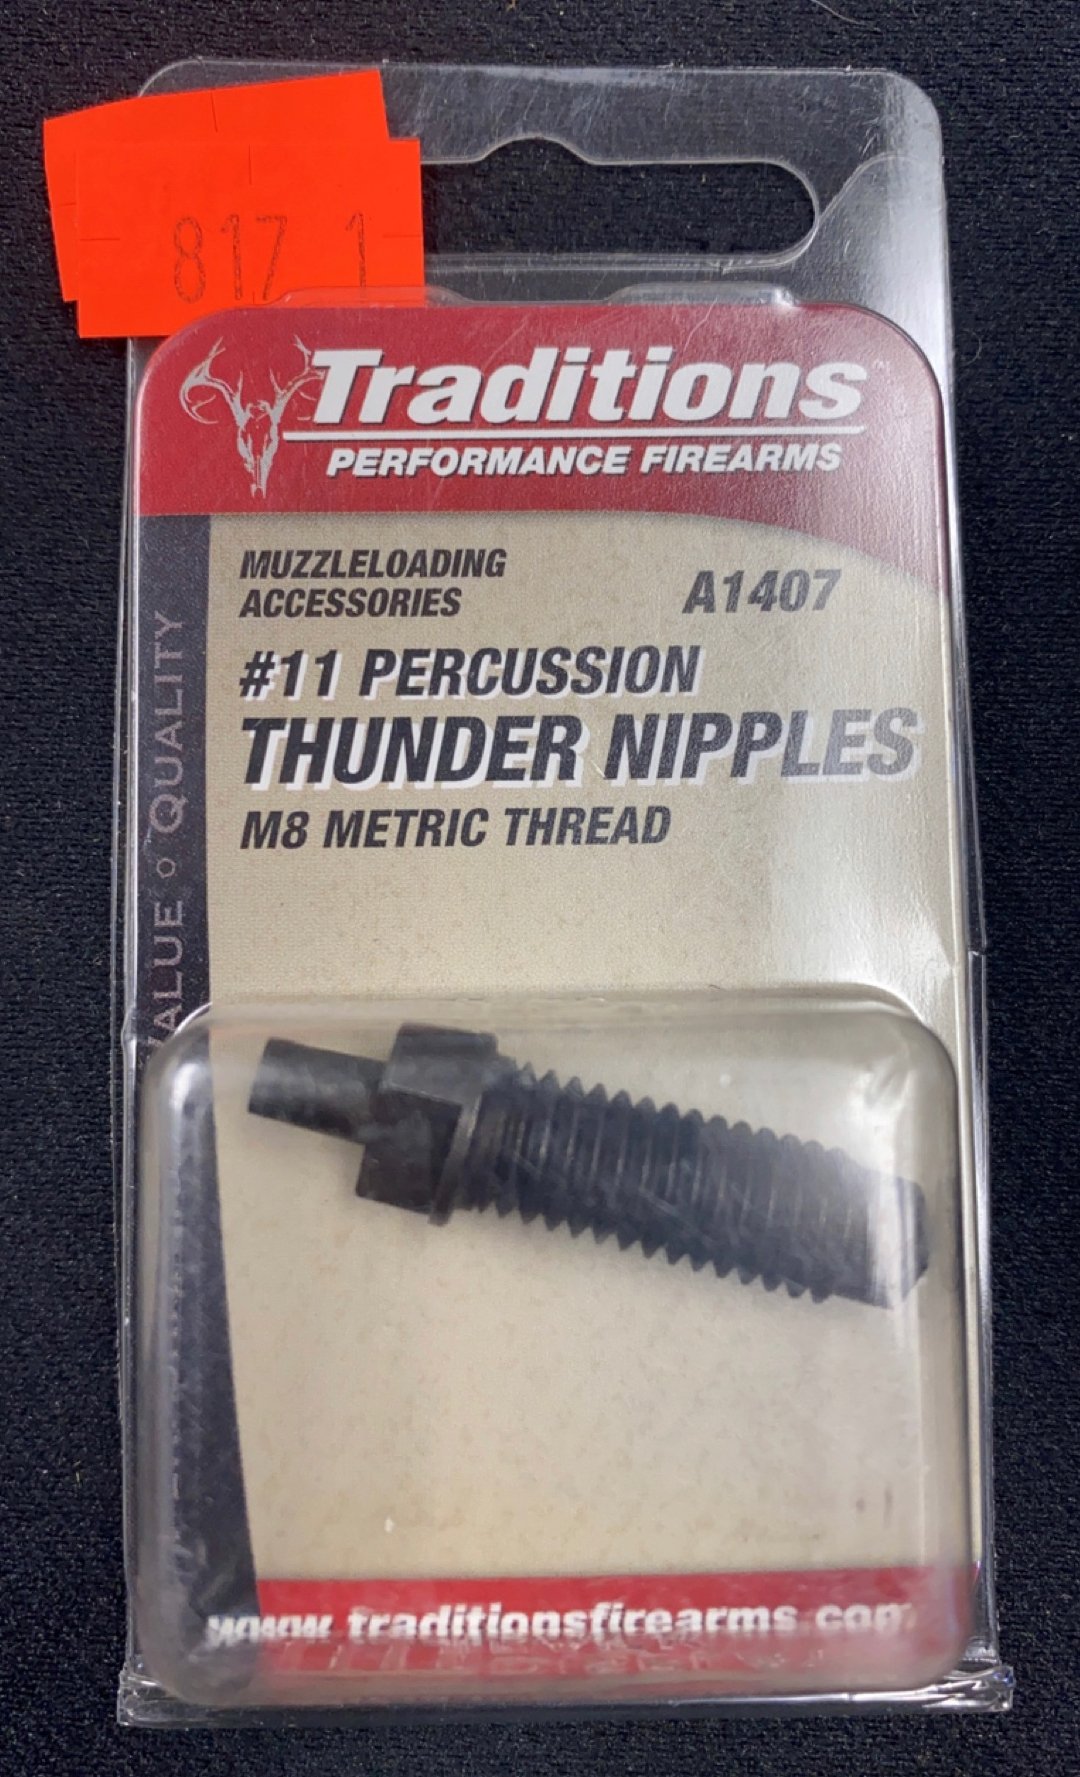 817 1
Traditions™
PERFORMANCE FIREARMS
MUZZLELOADING
ACCESSORIES
A1407
#11 PERCUSSION
THUNDER NIPPLES
M8 METRIC THREAD
VALUE ○ QUALITY
www.traditionsfirearms.com